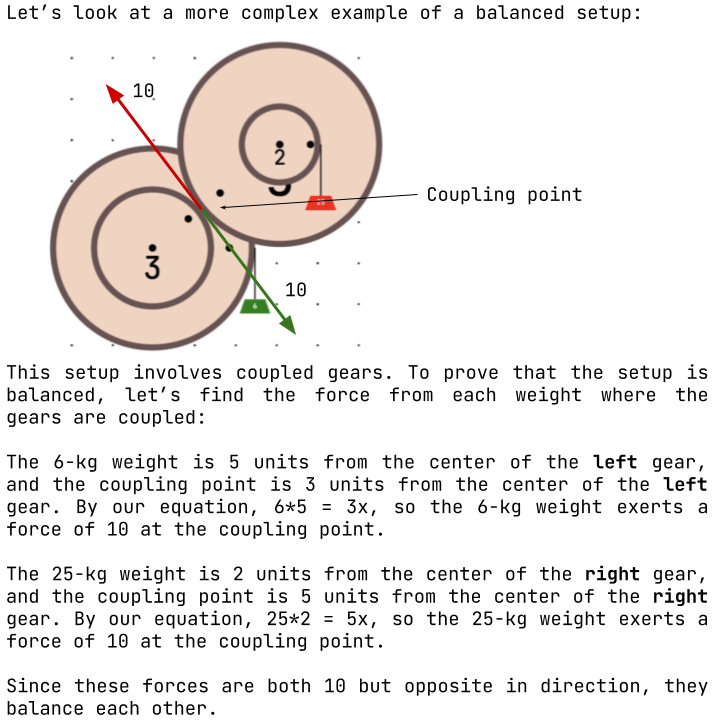 Let's look at a more complex example of a balanced setup:
10
2
25
Coupling point
3
10
6
This setup involves coupled gears. To prove that the setup is
balanced, let's find the force from each weight where the
gears are coupled:
The 6-kg weight is 5 units from the center of the left gear,
and the coupling point is 3 units from the center of the left
gear. By our equation, 6*5 = 3x, so the 6-kg weight exerts a
force of 10 at the coupling point.
The 25-kg weight is 2 units from the center of the right gear,
and the coupling point is 5 units from the center of the right
gear. By our equation, 25*2 = 5x, so the 25-kg weight exerts a
force of 10 at the coupling point.
Since these forces are both 10 but opposite in direction, they
balance each other.